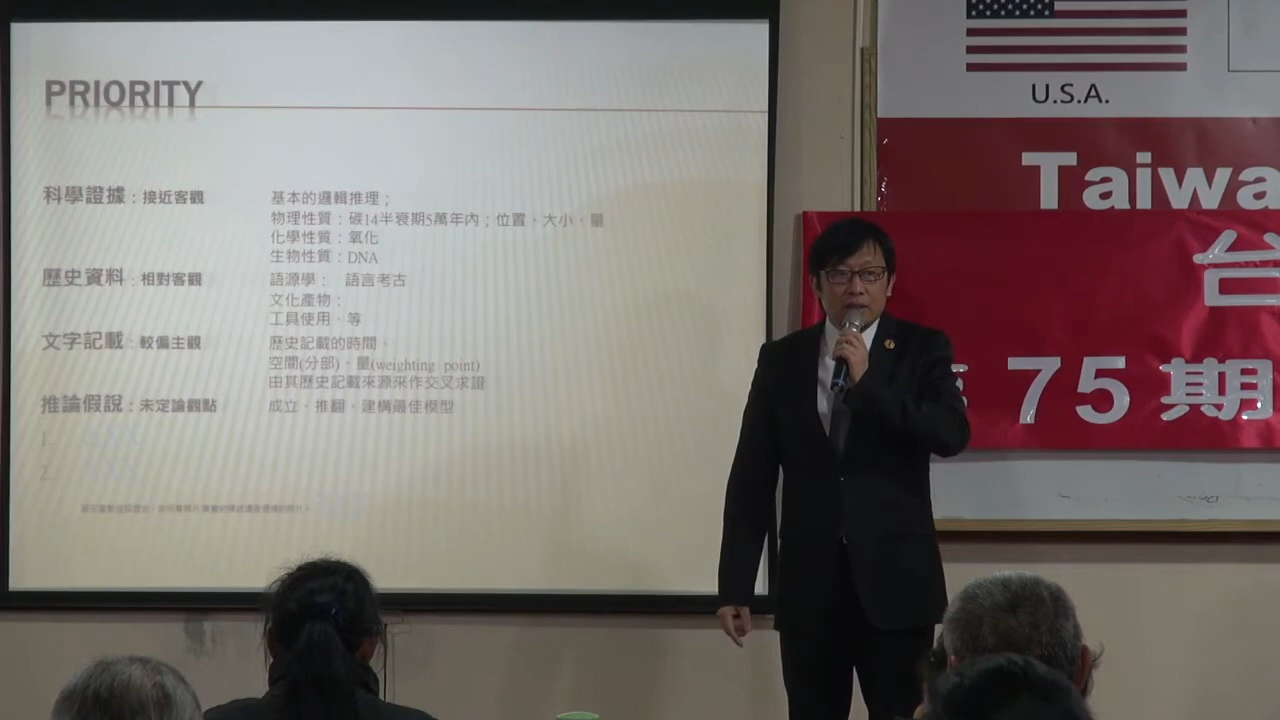 PRIORITY
科學證據：接近客觀 基本的邏輯推理；
物理性質：碳14半衰期5萬年內；位置、大小、量
化學性質：氧化
生物性質：DNA
歷史資料：相對客觀 語源學： 語言考古
文化產物：
工具使用、等
文字記載：較偏主觀 歷史記載的時間、
空間(分部)、量(weighting point)
由其歷史記載來源來作交叉求證
推論假說：未定論觀點 成立、推翻、建構最佳模型
1.
2.
U.S.A.
Taiwa
台
75期